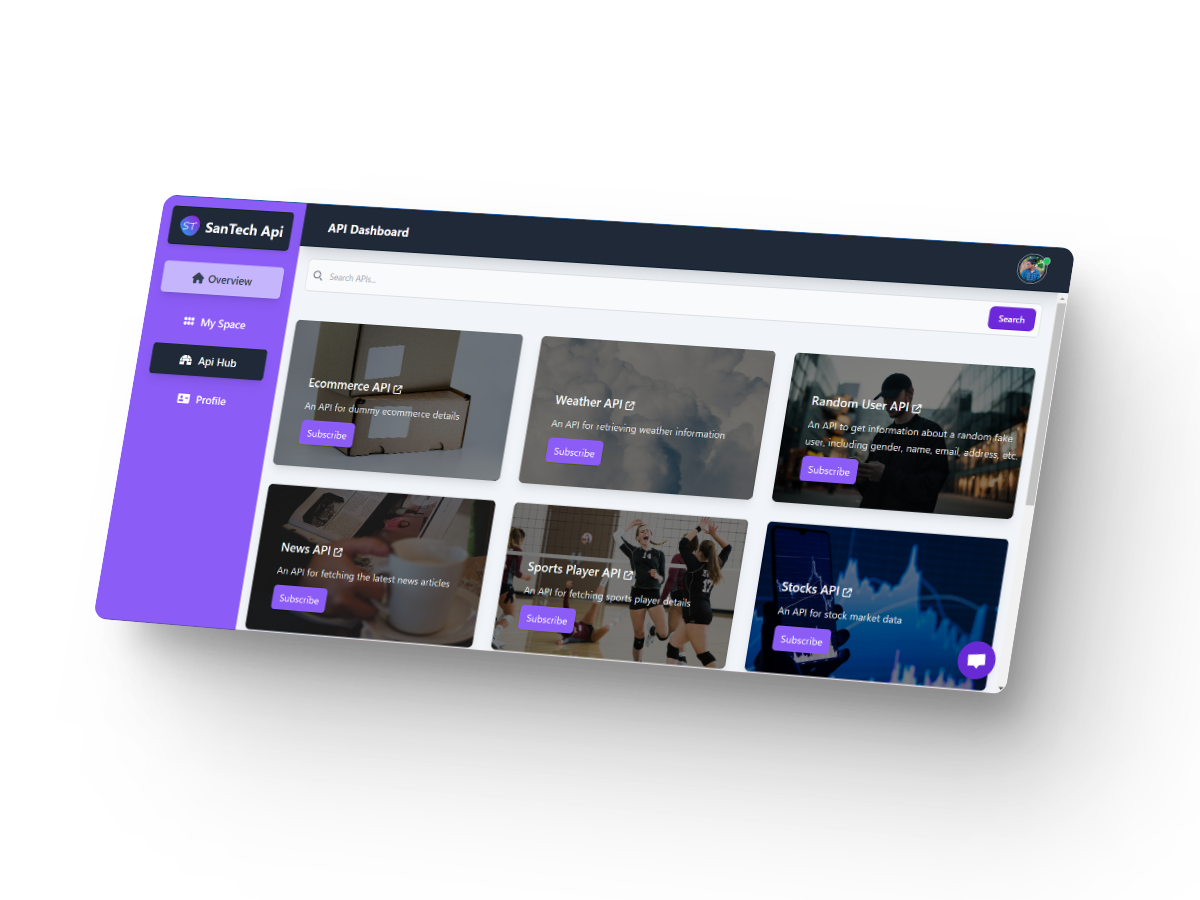 ST SanTech Api
API Dashboard
Overview
My Space
Api Hub
Profile
Search APIs...
Search
Ecommerce API
An API for dummy ecommerce details
Subscribe
Weather API
An API for retrieving weather information
Subscribe
Random User API
An API to get information about a random fake
user, including gender, name, email, address, etc.
Subscribe
News API
An API for fetching the latest news articles
Subscribe
Sports Player API
An API for fetching sports player details
Subscribe
14
17
Stocks API
An API for stock market data
Subscribe